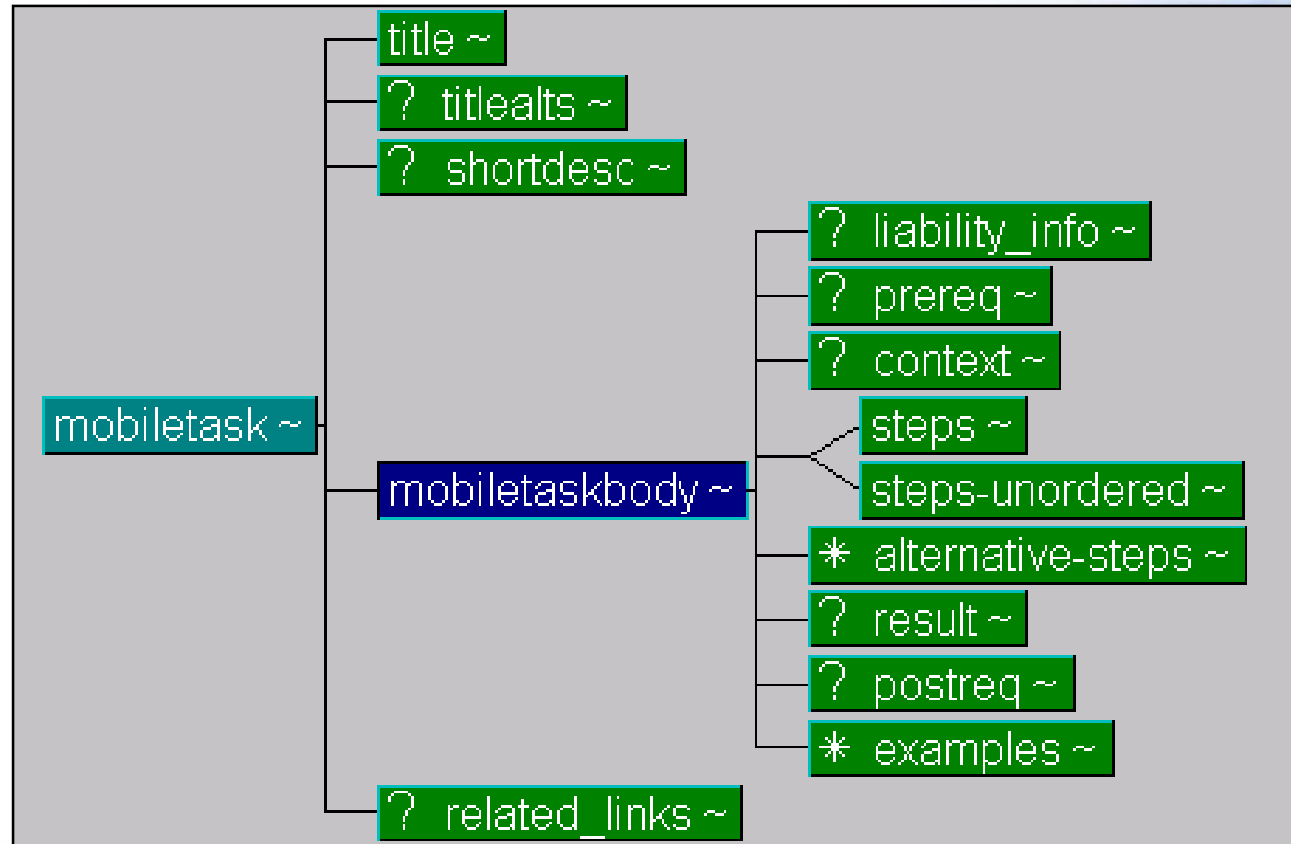 title ~
? titlealts ~
? shortdesc ~
? liability_info ~
? prereq ~
? context ~
mobiletask ~
steps ~
mobiletaskbody ~
steps-unordered ~
* alternative-steps ~
? result ~
? postreq ~
* examples ~
? related_links ~